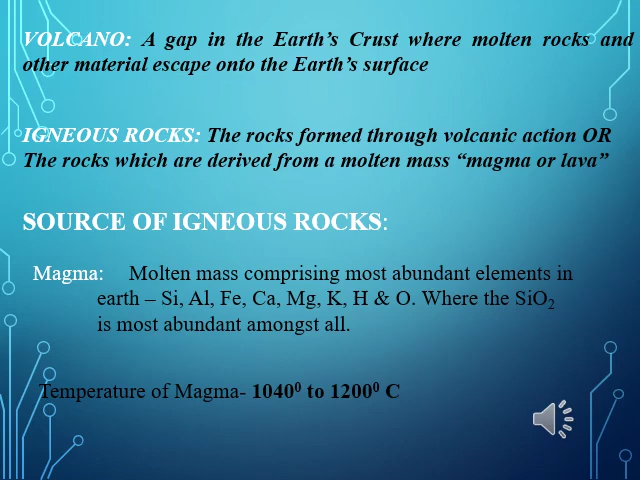 VOLCANO: A gap in the Earth’s Crust where molten rocks and
other material escape onto the Earth’s surface
IGNEOUS ROCKS: The rocks formed through volcanic action OR
The rocks which are derived from a molten mass “magma or lava”
SOURCE OF IGNEOUS ROCKS:
Magma: Molten mass comprising most abundant elements in
earth – Si, Al, Fe, Ca, Mg, K, H & O. Where the SiO₂
is most abundant amongst all.
Temperature of Magma- 1040⁰ to 1200⁰ C